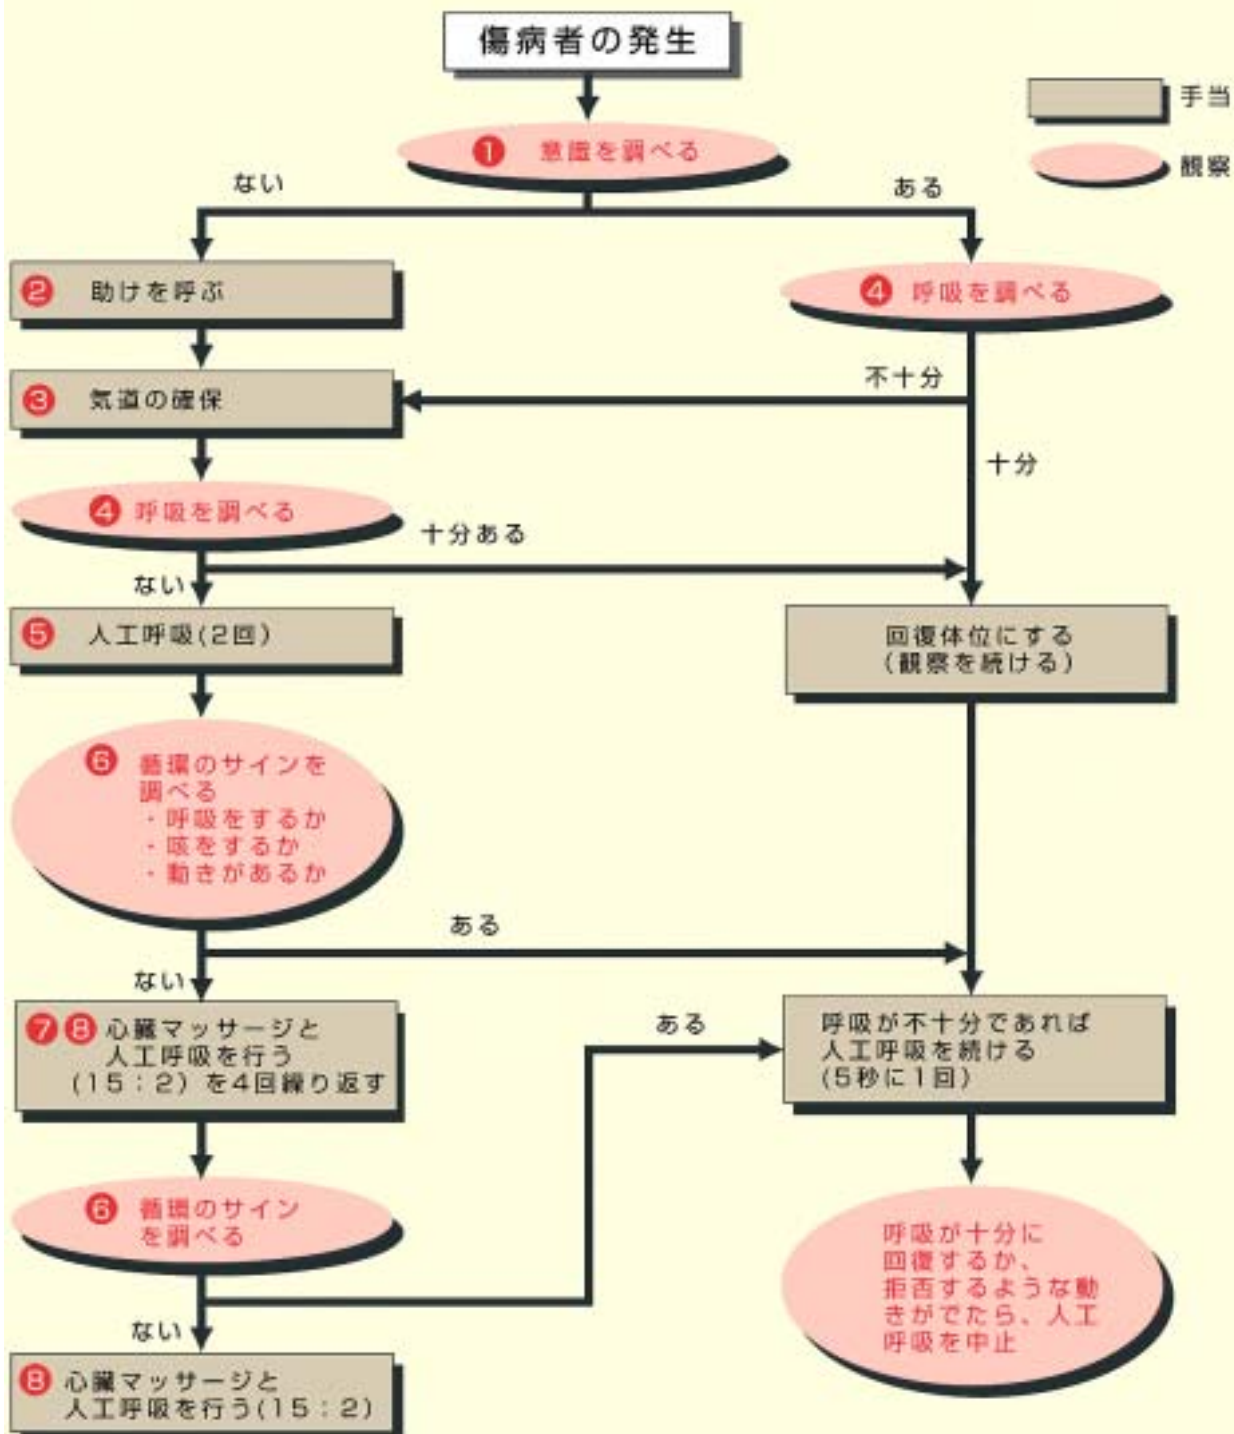 傷病者の発生
手当
観察
1 意識を調べる
ない
ある
2 助けを呼ぶ
4 呼吸を調べる
不十分
3 気道の確保
十分
4 呼吸を調べる
十分ある
ない
5 人工呼吸(2回)
回復体位にする
(観察を続ける)
6 循環のサインを
調べる
・呼吸をするか
・咳をするか
・動きがあるか
ある
ない
7 8 心臓マッサージと
人工呼吸を行う
(15:2)を4回繰り返す
ある
呼吸が不十分であれば
人工呼吸を続ける
(5秒に1回)
6 循環のサイン
を調べる
呼吸が十分に
回復するか、
拒否するような動
きがでたら、人工
呼吸を中止
ない
8 心臓マッサージと
人工呼吸を行う(15:2)